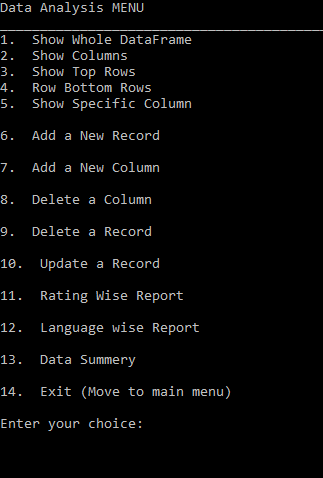 Data Analysis MENU
1.  Show Whole DataFrame
2.  Show Columns
3.  Show Top Rows
4.  Row Bottom Rows
5.  Show Specific Column
6.  Add a New Record
7.  Add a New Column
8.  Delete a Column
9.  Delete a Record
10.  Update a Record
11.  Rating Wise Report
12.  Language wise Report
13.  Data Summery
14.  Exit (Move to main menu)
Enter your choice: